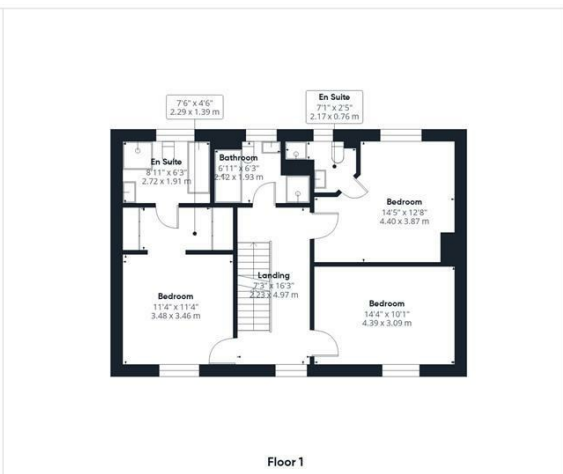 7'6" x 4'6"
2.29 x 1.39 m
En Suite
7'1" x 2'5"
2.17 x 0.76 m
En Suite
8'11" x 6'3"
2.72 x 1.91 m
Bathroom
6'11" x 6'3"
2.12 x 1.93 m
Bedroom
14'5" x 12'8"
4.40 x 3.87 m
Landing
7'3" x 16'3"
2.23 x 4.97 m
Bedroom
11'4" x 11'4"
3.48 x 3.46 m
Bedroom
14'4" x 10'1"
4.39 x 3.09 m
Floor 1